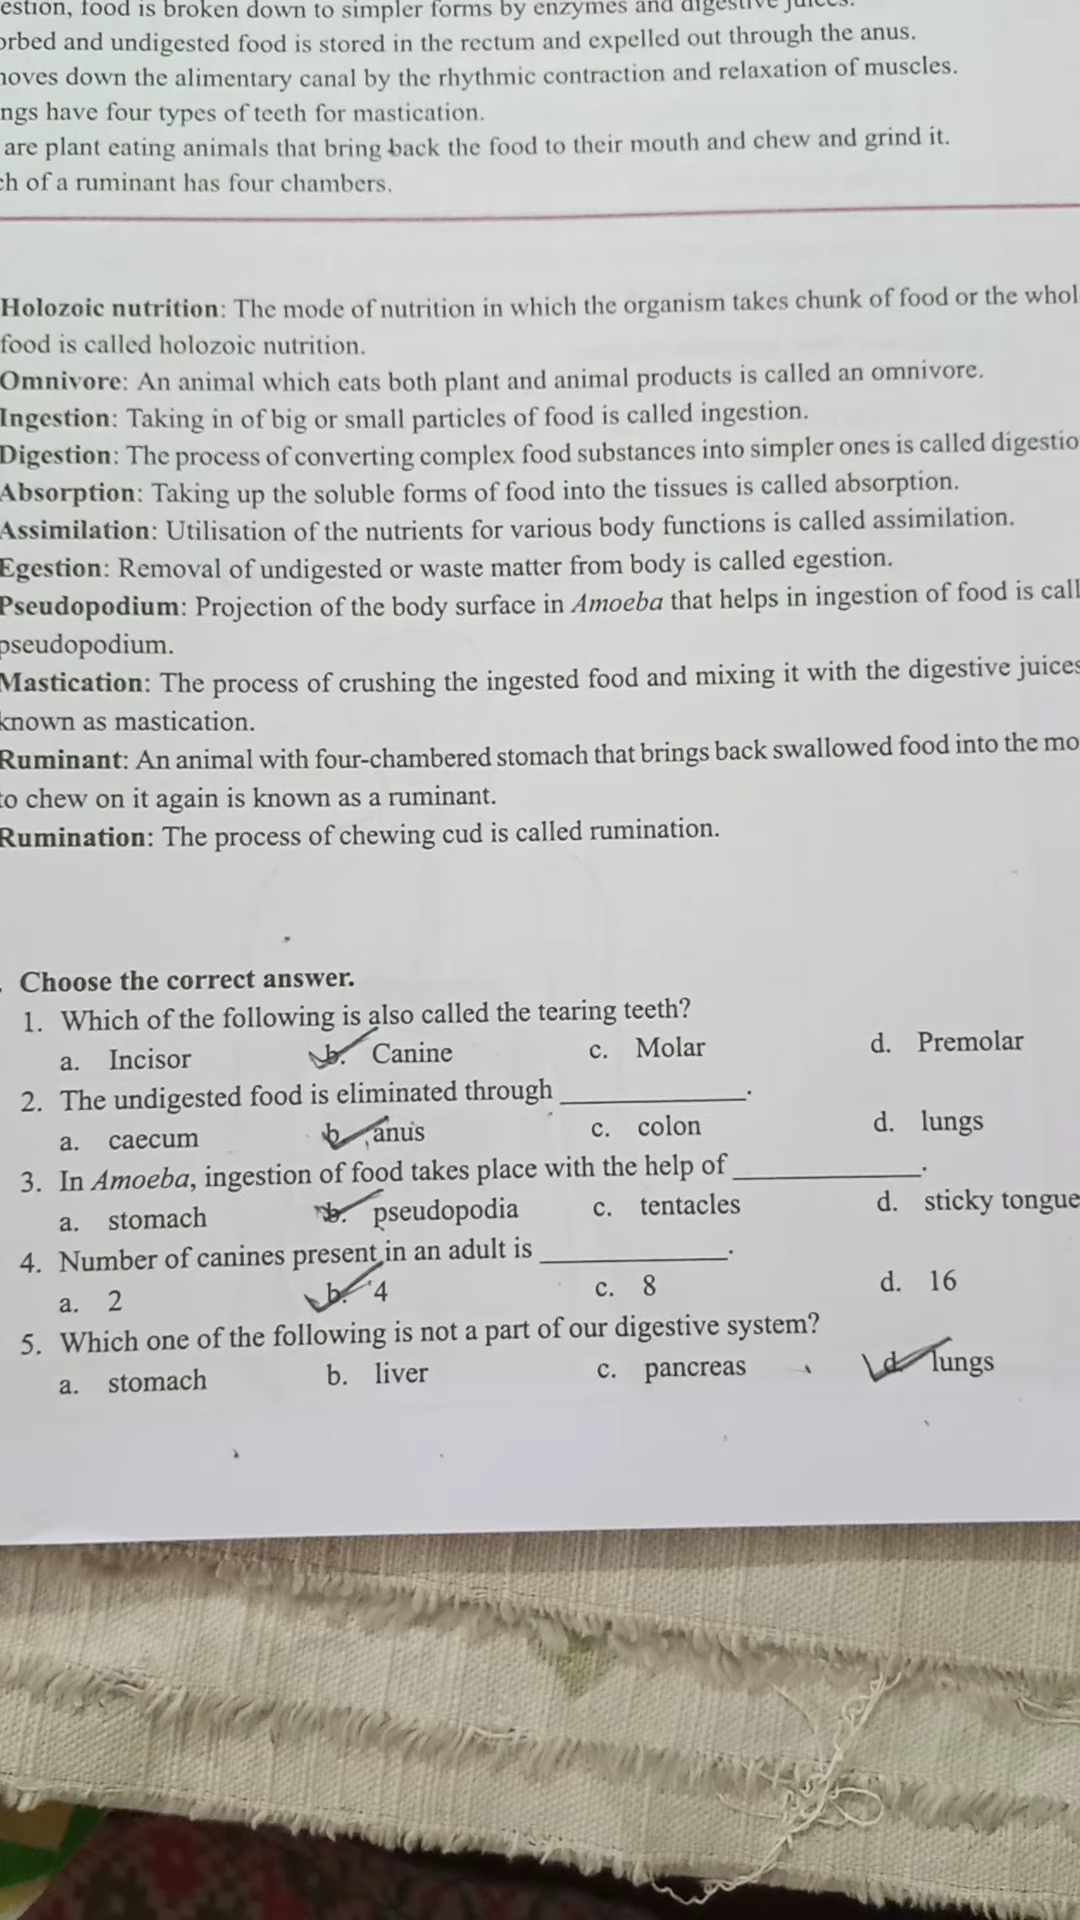 food is broken down to simpler forms by enzymes and digestive
and undigested food is stored in the rectum and expelled out through the anus.
down the alimentary canal by the rhythmic contraction and relaxation of muscles.
have four types of teeth for mastication.
are plant eating animals that bring back the food to their mouth and chew and grind it.
of a ruminant has four chambers.
Holozoic nutrition: The mode of nutrition in which the organism takes chunk of food or the whol
food is called holozoic nutrition.
Omnivore: An animal which eats both plant and animal products is called an omnivore.
Ingestion: Taking in of big or small particles of food is called ingestion.
Digestion: The process of converting complex food substances into simpler ones is called digestio
Absorption: Taking up the soluble forms of food into the tissues is called absorption.
Assimilation: Utilisation of the nutrients for various body functions is called assimilation.
Egestion: Removal of undigested or waste matter from body is called egestion.
Pseudopodium: Projection of the body surface in Amoeba that helps in ingestion of food is call
pseudopodium.
Mastication: The process of crushing the ingested food and mixing it with the digestive juices
known as mastication.
Ruminant: An animal with four-chambered stomach that brings back swallowed food into the mo
to chew on it again is known as a ruminant.
Rumination: The process of chewing cud is called rumination.
Choose the correct answer.
1. Which of the following is also called the tearing teeth?
a. Incisor b. Canine c. Molar d. Premolar
2. The undigested food is eliminated through ______.
a. caecum b. anus c. colon d. lungs
3. In Amoeba, ingestion of food takes place with the help of ______.
a. stomach b. pseudopodia c. tentacles d. sticky tongue
4. Number of canines present in an adult is ______.
a. 2 b. 4 c. 8 d. 16
5. Which one of the following is not a part of our digestive system?
a. stomach b. liver c. pancreas d. lungs